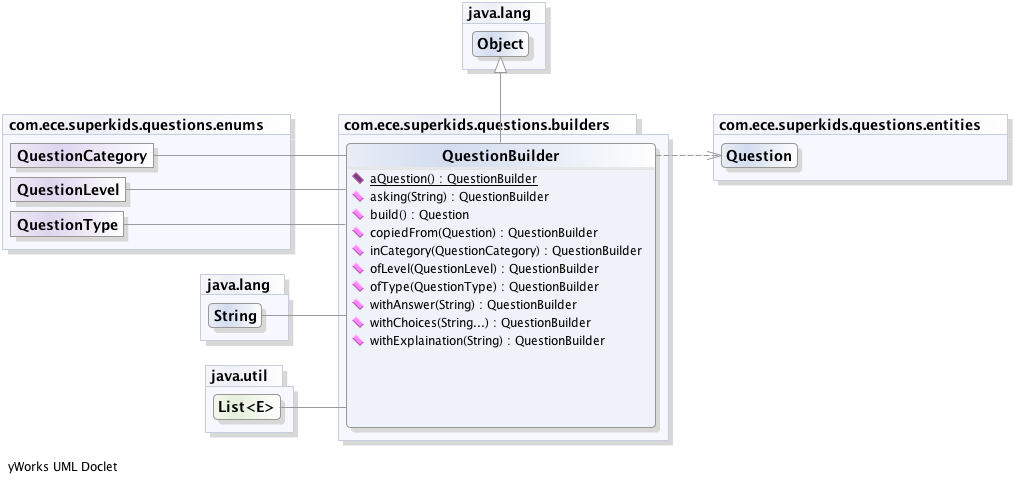 java.lang
Object
com.ece.superkids.questions.enums
QuestionCategory
QuestionLevel
QuestionType
com.ece.superkids.questions.builders
QuestionBuilder
aQuestion() : QuestionBuilder
asking(String) : QuestionBuilder
build() : Question
copiedFrom(Question) : QuestionBuilder
inCategory(QuestionCategory) : QuestionBuilder
ofLevel(QuestionLevel) : QuestionBuilder
ofType(QuestionType) : QuestionBuilder
withAnswer(String) : QuestionBuilder
withChoices(String...) : QuestionBuilder
withExplaination(String) : QuestionBuilder
com.ece.superkids.questions.entities
Question
java.lang
String
java.util
List<E>
yWorks UML Doclet